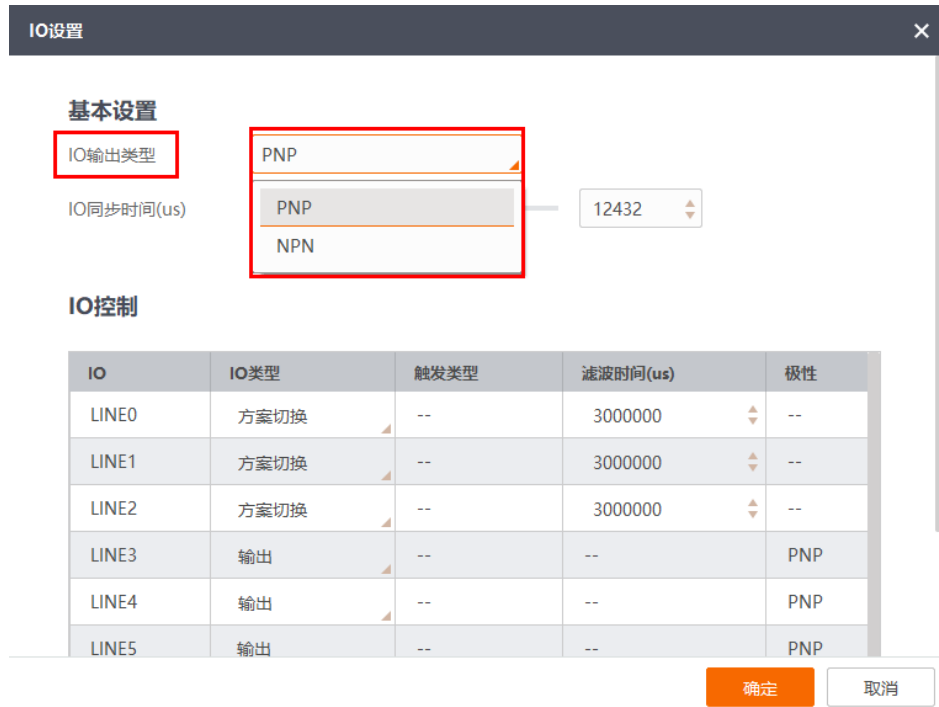 IO设置
基本设置
IO输出类型 PNP
PNP
IO同步时间(us) 12432
NPN
IO控制
IO IO类型 触发类型 滤波时间(us) 极性
LINE0 方案切换 -- 3000000 --
LINE1 方案切换 -- 3000000 --
LINE2 方案切换 -- 3000000 --
LINE3 输出 -- -- PNP
LINE4 输出 -- -- PNP
LINE5 输出 -- -- PNP
确定 取消